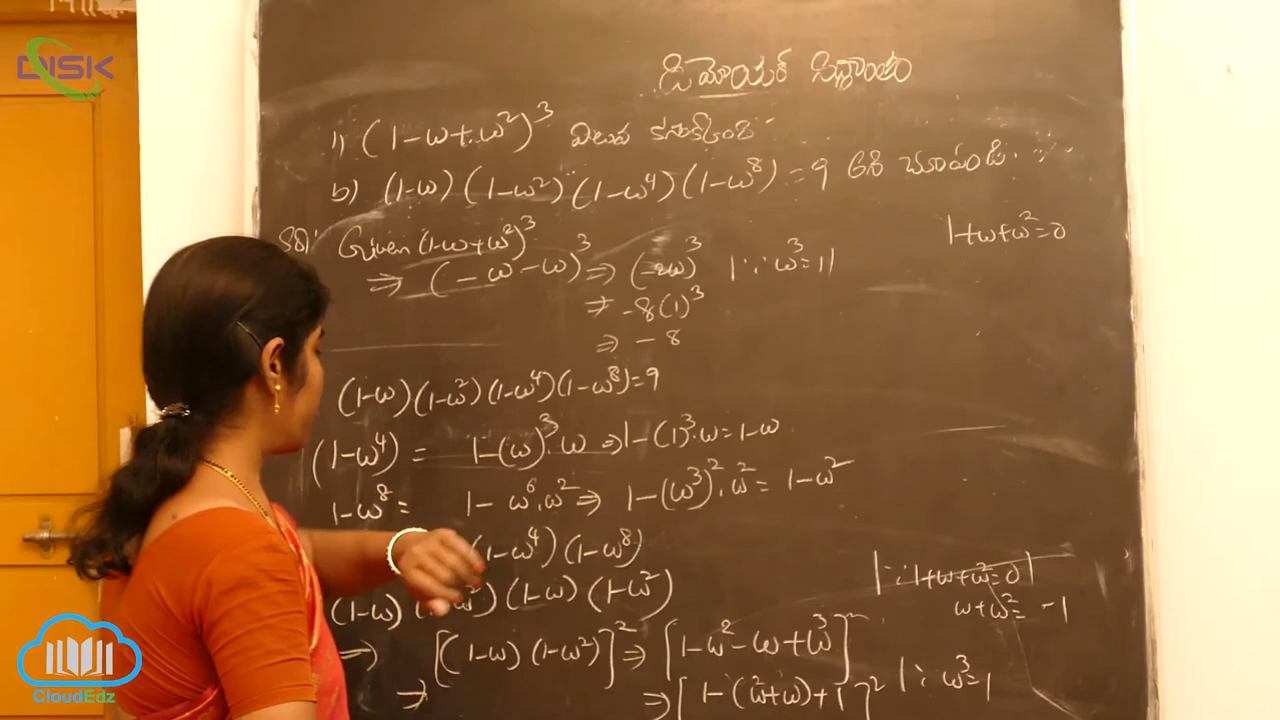 DISK
డిమోయర్ సిద్ధాంతం
1) (1-ω+ω²)³ విలువ కనుక్కోండి
b) (1-ω) (1-ω²) (1-ω⁴) (1-ω⁸) = 9 అని చూపండి.
1+ω+ω²=0
Sol: Given (1-ω+ω²)³
⇒ (-ω-ω)³ ⇒ (-2ω)³ |∵ ω³=1|
⇒ -8(1)³
⇒ -8
(1-ω)(1-ω²)(1-ω⁴)(1-ω⁸)=9
(1-ω⁴) = 1-(ω)³.ω ⇒ 1-(1)³.ω = 1-ω
1-ω⁸ = 1-ω⁶.ω² ⇒ 1-(ω³)².ω² = 1-ω²
(1-ω⁴)(1-ω⁸)
|∵ 1+ω+ω²=0|
ω+ω² = -1
(1-ω) (1-ω) (1-ω²)
⇒ [(1-ω)(1-ω²)]² ⇒ [1-ω²-ω+ω³]²
⇒ ⇒ [1-(ω²+ω)+1]² |∵ ω³=1
CloudEdz